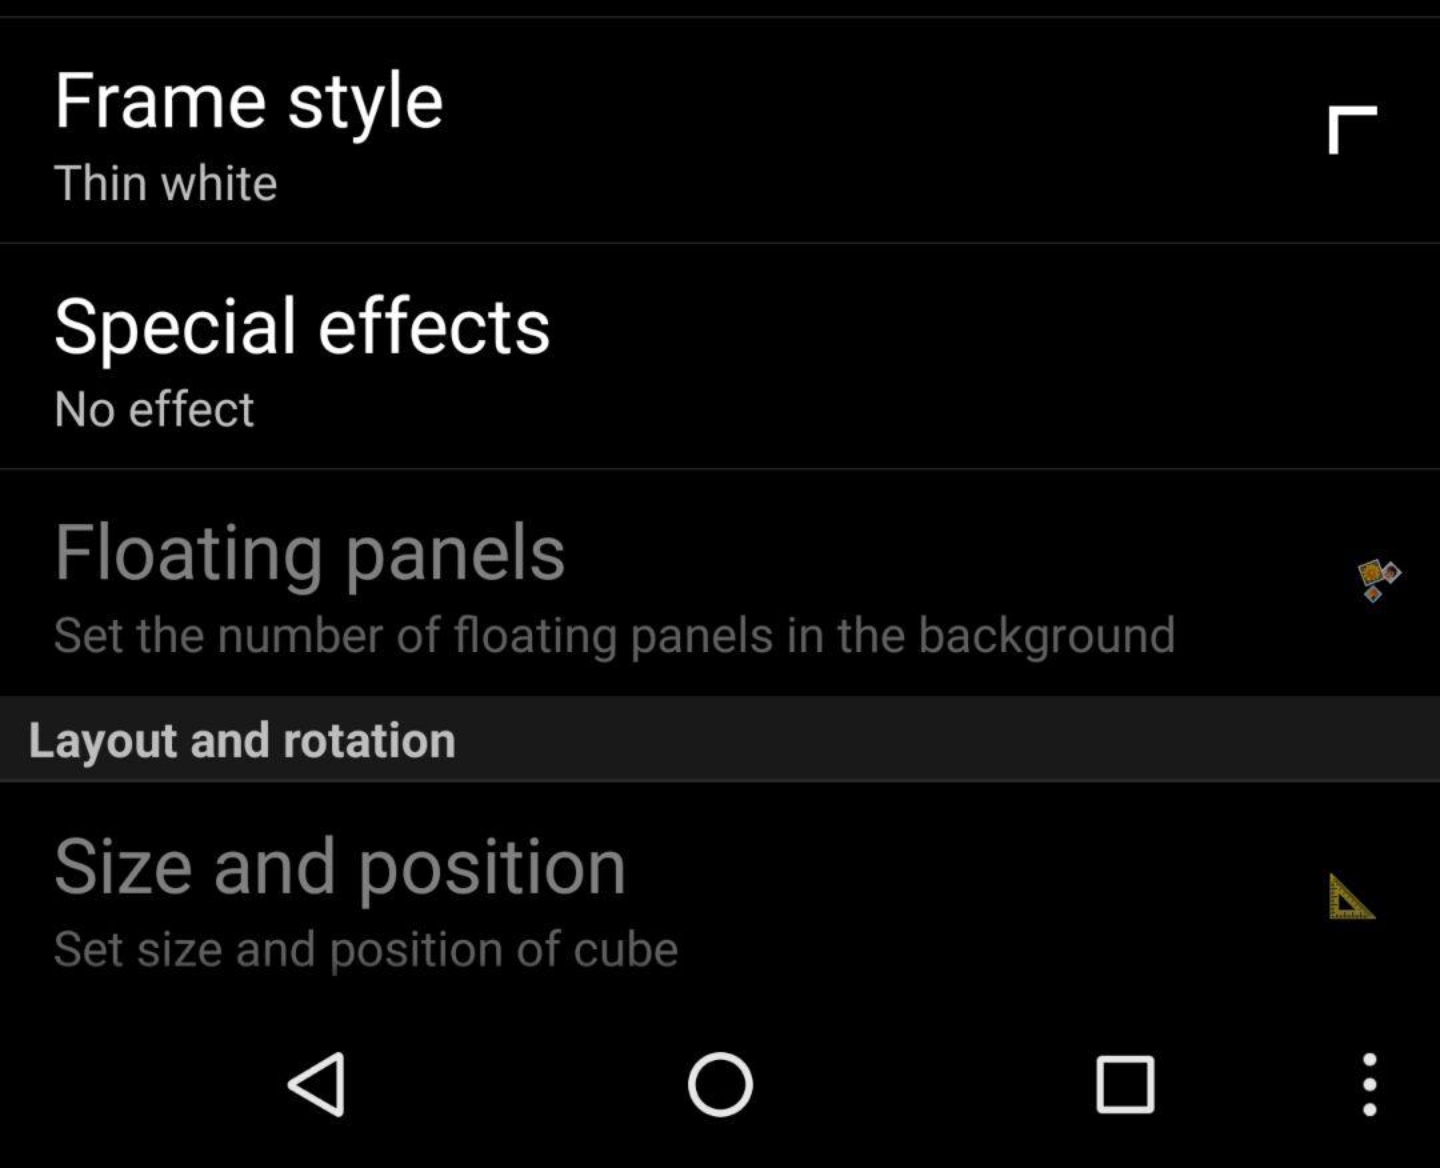 Frame style
Thin white
Special effects
No effect
Floating panels
Set the number of floating panels in the background
Layout and rotation
Size and position
Set size and position of cube